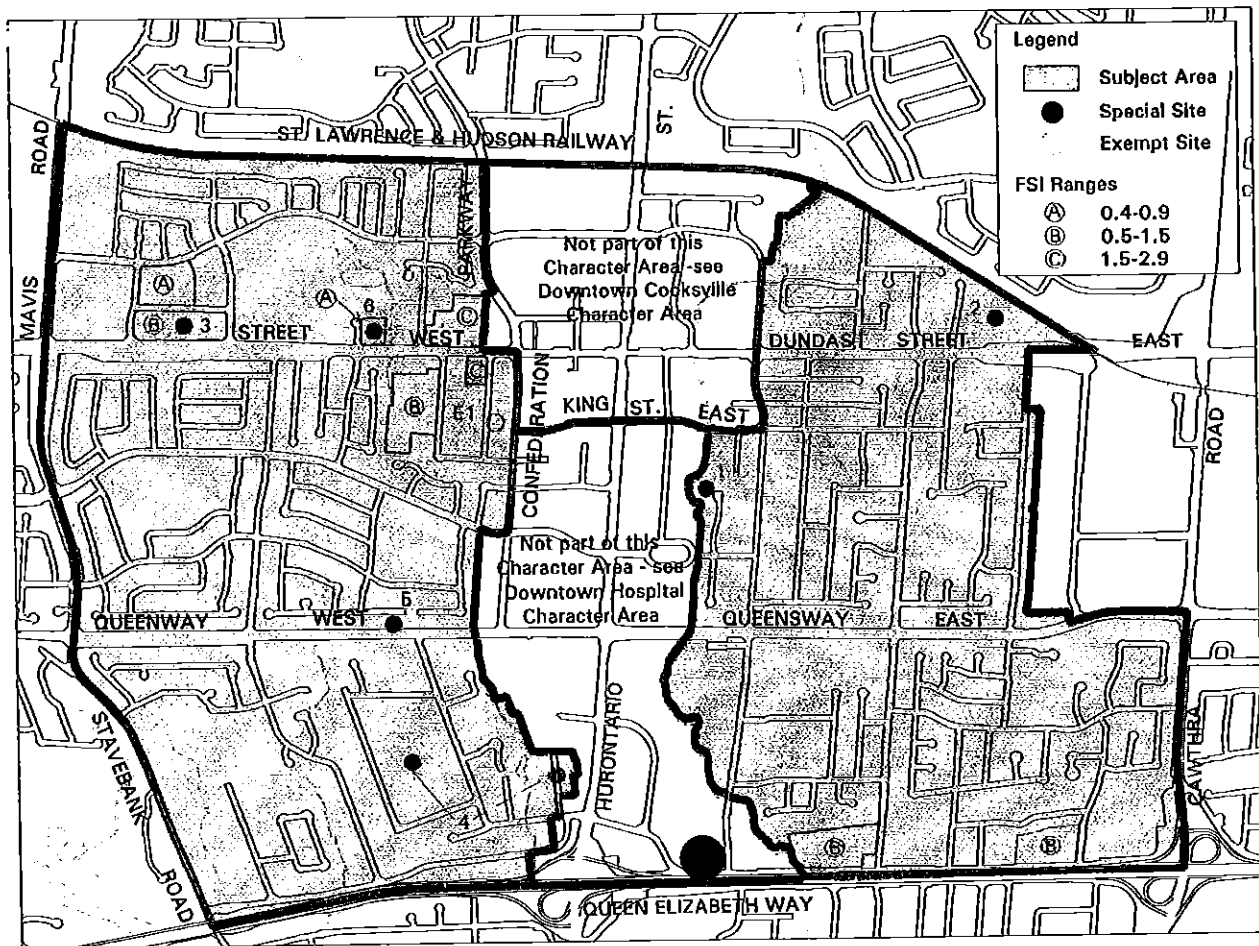 Legend
Subject Area
Special Site
Exempt Site
FSI Ranges
A 0.4-0.9
B 0.5-1.5
C 1.5-2.9
ST. LAWRENCE & HUDSON RAILWAY
ST.
ROAD
MAVIS
PARKWAY
Not part of this
Character Area -see
Downtown Cooksville
Character Area
A
A
6
B
3
STREET
WEST
C
2
DUNDAS
STREET
EAST
C
B
E1
C
CONFEDERATION
KING
ST.
EAST
ROAD
Not part of this
Character Area - see
Downtown Hospital
Character Area
5
QUEENWAY
WEST
QUEENSWAY
EAST
HURONTARIO
STAVEBANK
ROAD
CAWTHRA
4
B
B
QUEEN ELIZABETH WAY